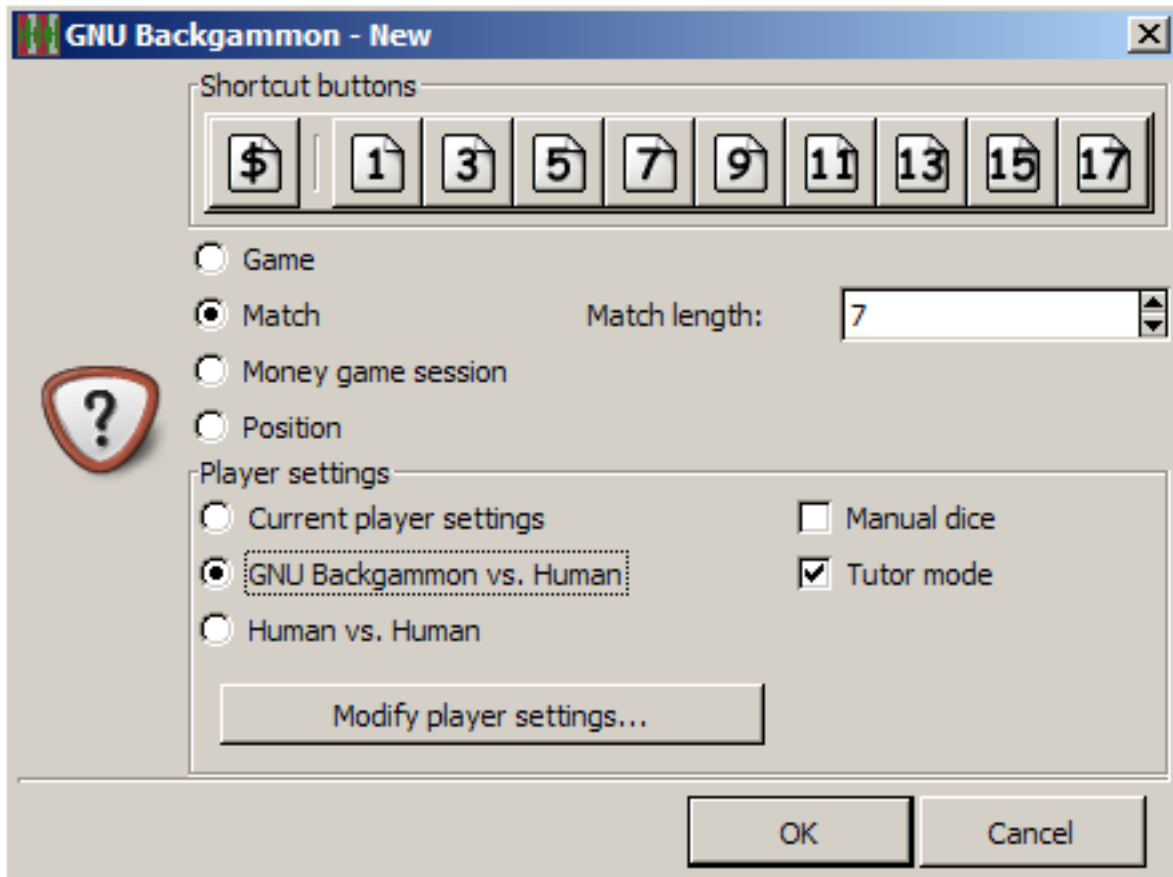 GNU Backgammon - New
Shortcut buttons
$ 1 3 5 7 9 11 13 15 17
Game
Match Match length: 7
Money game session
?
Position
Player settings
Current player settings Manual dice
GNU Backgammon vs. Human Tutor mode
Human vs. Human
Modify player settings...
OK Cancel